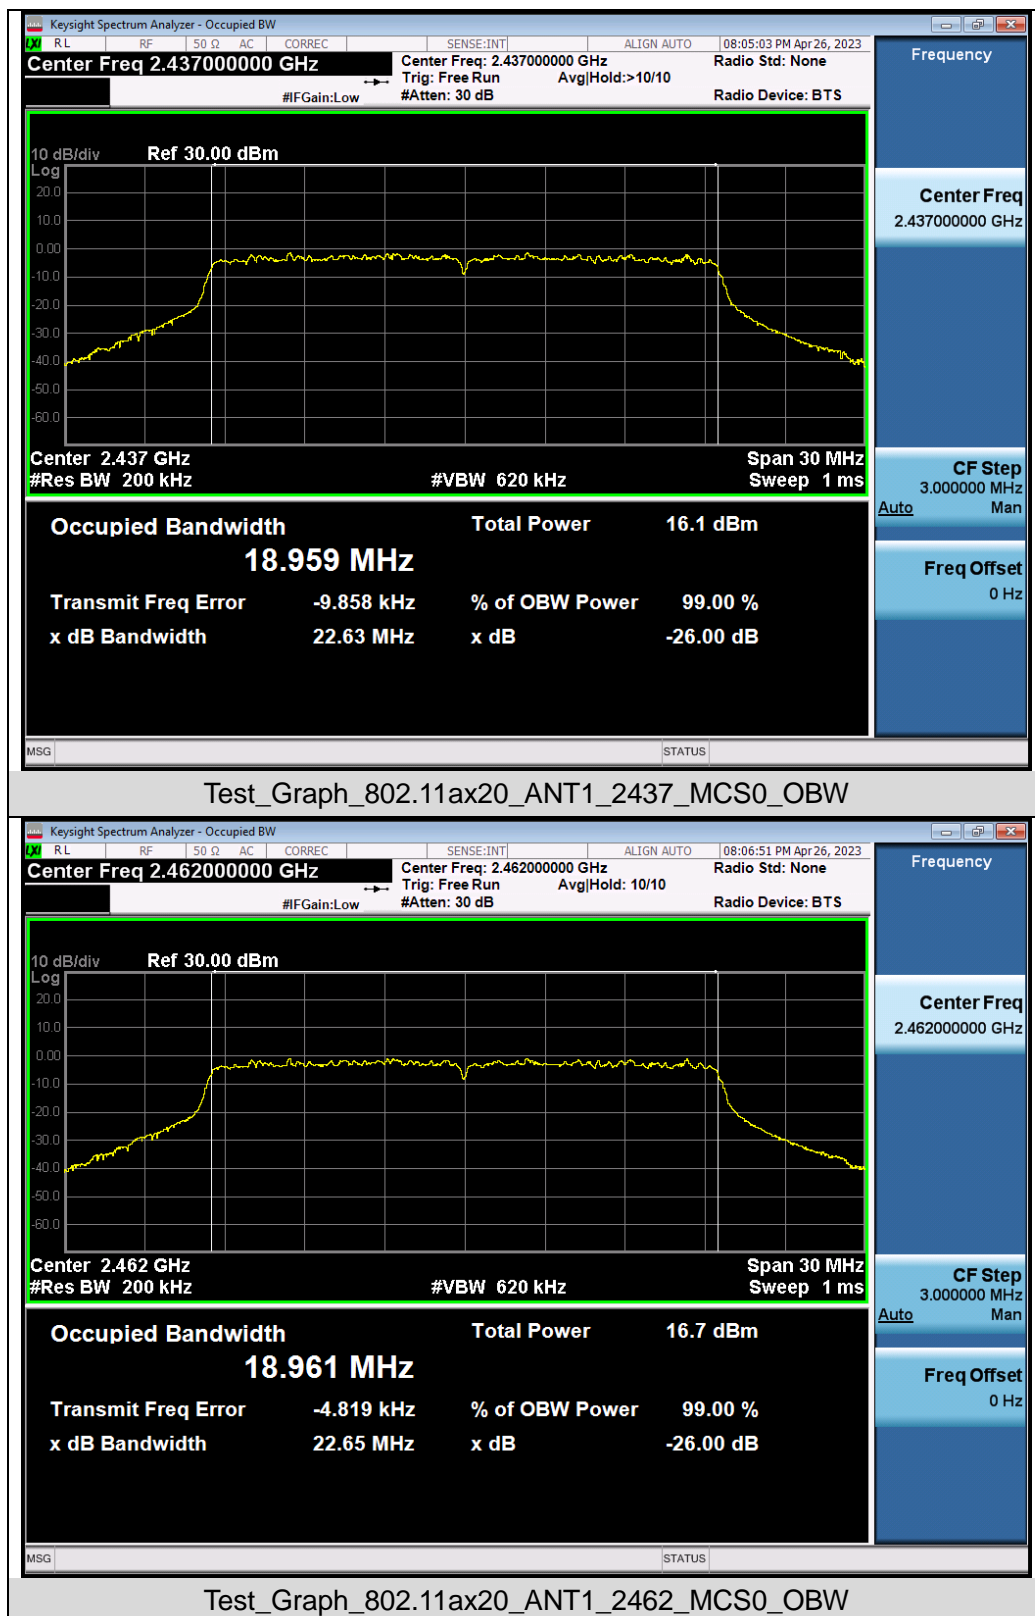 Keysight Spectrum Analyzer - Occupied BW
LXI RL RF 50 Ω AC CORREC SENSE:INT ALIGN AUTO 08:05:03 PM Apr 26, 2023
Center Freq 2.437000000 GHz
Center Freq: 2.437000000 GHz
Radio Std: None
Trig: Free Run Avg|Hold:>10/10
#IFGain:Low
#Atten: 30 dB
Radio Device: BTS
Frequency
10 dB/div Ref 30.00 dBm
Log
20.0
10.0
0.00
-10.0
-20.0
-30.0
-40.0
-50.0
-60.0
Center 2.437 GHz Span 30 MHz
#Res BW 200 kHz #VBW 620 kHz Sweep 1 ms
Center Freq
2.437000000 GHz
CF Step
3.000000 MHz
Auto Man
Freq Offset
0 Hz
Occupied Bandwidth Total Power 16.1 dBm
18.959 MHz
Transmit Freq Error -9.858 kHz % of OBW Power 99.00 %
x dB Bandwidth 22.63 MHz x dB -26.00 dB
MSG STATUS
Test_Graph_802.11ax20_ANT1_2437_MCS0_OBW
Keysight Spectrum Analyzer - Occupied BW
LXI RL RF 50 Ω AC CORREC SENSE:INT ALIGN AUTO 08:06:51 PM Apr 26, 2023
Center Freq 2.462000000 GHz
Center Freq: 2.462000000 GHz
Radio Std: None
Trig: Free Run Avg|Hold: 10/10
#IFGain:Low
#Atten: 30 dB
Radio Device: BTS
Frequency
10 dB/div Ref 30.00 dBm
Log
20.0
10.0
0.00
-10.0
-20.0
-30.0
-40.0
-50.0
-60.0
Center 2.462 GHz Span 30 MHz
#Res BW 200 kHz #VBW 620 kHz Sweep 1 ms
Center Freq
2.462000000 GHz
CF Step
3.000000 MHz
Auto Man
Freq Offset
0 Hz
Occupied Bandwidth Total Power 16.7 dBm
18.961 MHz
Transmit Freq Error -4.819 kHz % of OBW Power 99.00 %
x dB Bandwidth 22.65 MHz x dB -26.00 dB
MSG STATUS
Test_Graph_802.11ax20_ANT1_2462_MCS0_OBW